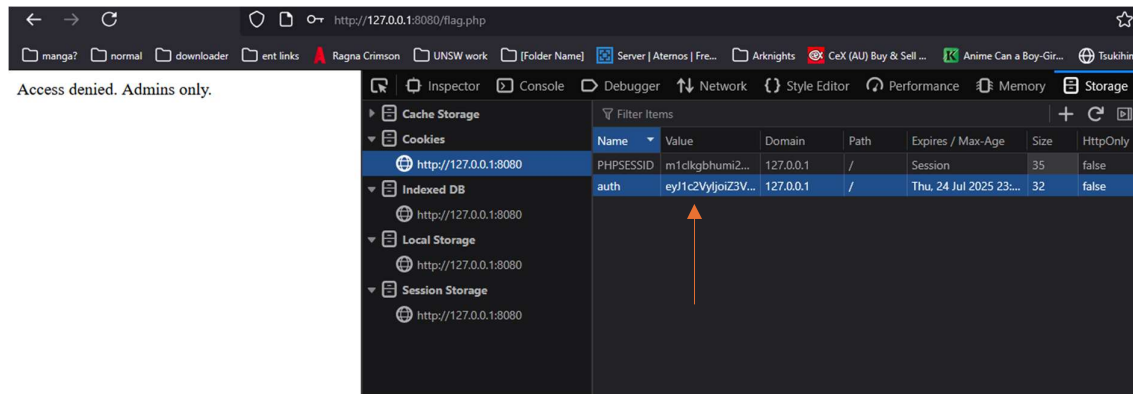 http://127.0.0.1:8080/flag.php
manga? normal downloader ent links Ragna Crimson UNSW work [Folder Name] Server | Aternos | Fre... Arknights CeX (AU) Buy & Sell ... Anime Can a Boy-Gir...
Access denied. Admins only.
Inspector Console Debugger Network Style Editor Performance Memory Storage
Cache Storage
Cookies
http://127.0.0.1:8080
Indexed DB
http://127.0.0.1:8080
Local Storage
http://127.0.0.1:8080
Session Storage
http://127.0.0.1:8080
Filter Items
Name Value Domain Path Expires / Max-Age Size HttpOnly
PHPSESSID m1clkgbhumi2... 127.0.0.1 / Session 35 false
auth eyJ1c2VyIjoiZ3V... 127.0.0.1 / Thu, 24 Jul 2025 23:... 32 false